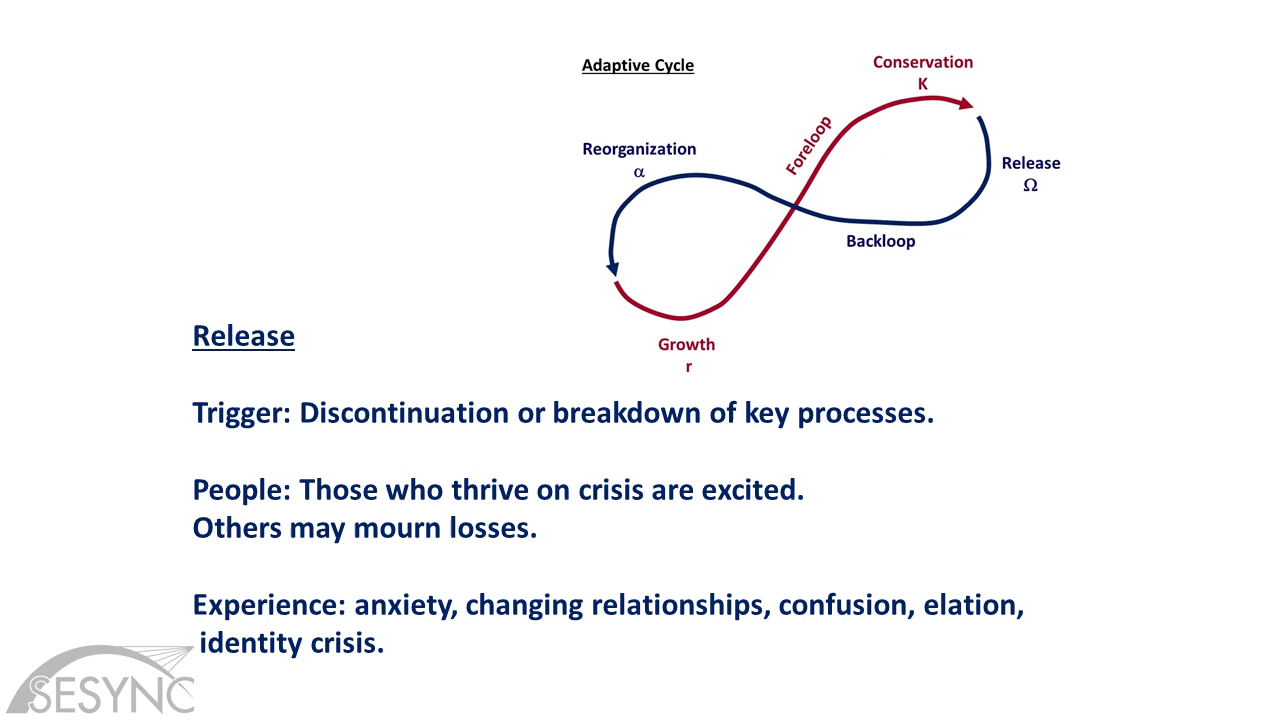 Adaptive Cycle
Conservation
K
Foreloop
Reorganization
α
Release
Ω
Backloop
Growth
r
Release
Trigger: Discontinuation or breakdown of key processes.
People: Those who thrive on crisis are excited.
Others may mourn losses.
Experience: anxiety, changing relationships, confusion, elation,
identity crisis.
SESYNC